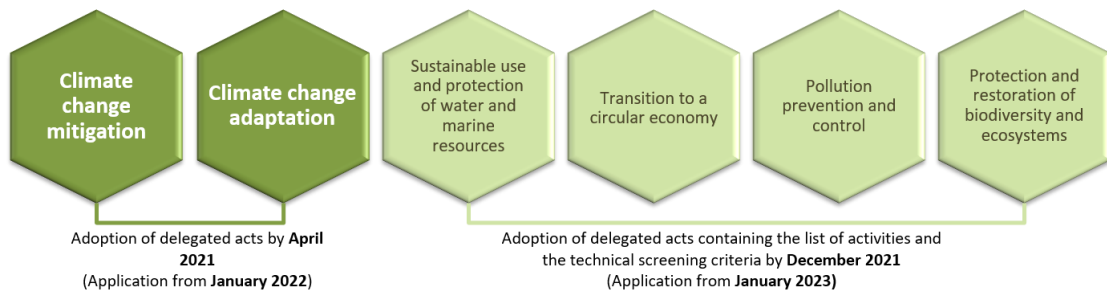 Climate
change
mitigation
Climate change
adaptation
Sustainable use
and protection
of water and
marine
resources
Transition to a
circular economy
Pollution
prevention and
control
Protection and
restoration of
biodiversity and
ecosystems
Adoption of delegated acts by April
2021
(Application from January 2022)
Adoption of delegated acts containing the list of activities and
the technical screening criteria by December 2021
(Application from January 2023)